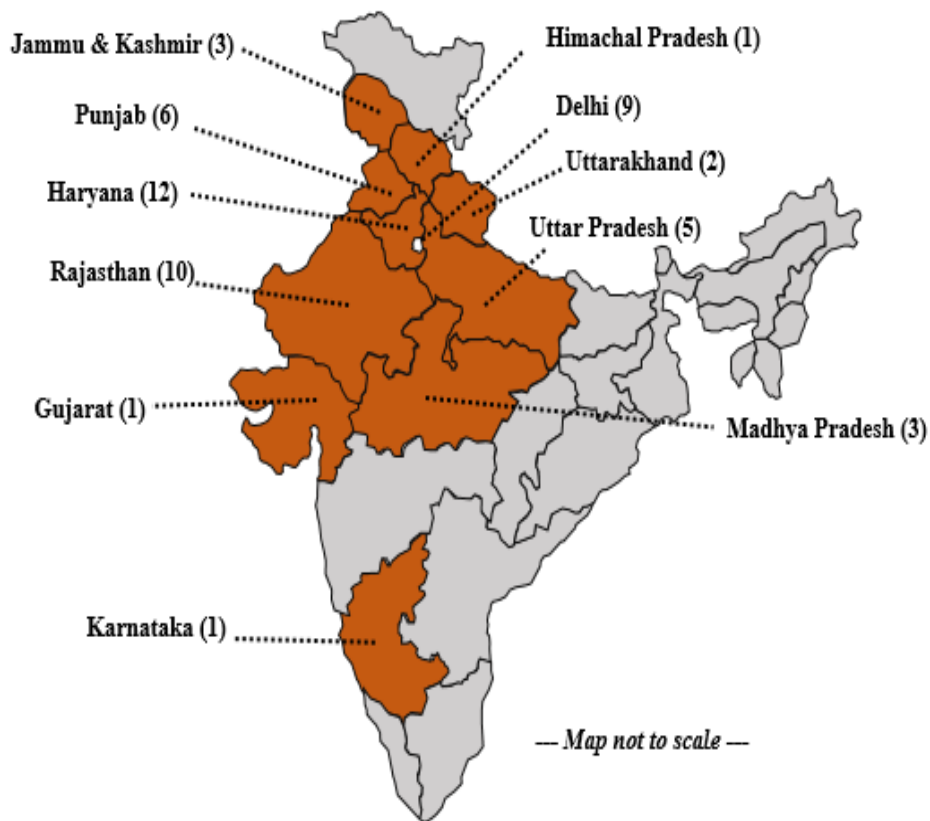 Jammu & Kashmir (3)
Himachal Pradesh (1)
Punjab (6)
Delhi (9)
Uttarakhand (2)
Haryana (12)
Uttar Pradesh (5)
Rajasthan (10)
Gujarat (1)
Madhya Pradesh (3)
Karnataka (1)
--- Map not to scale ---